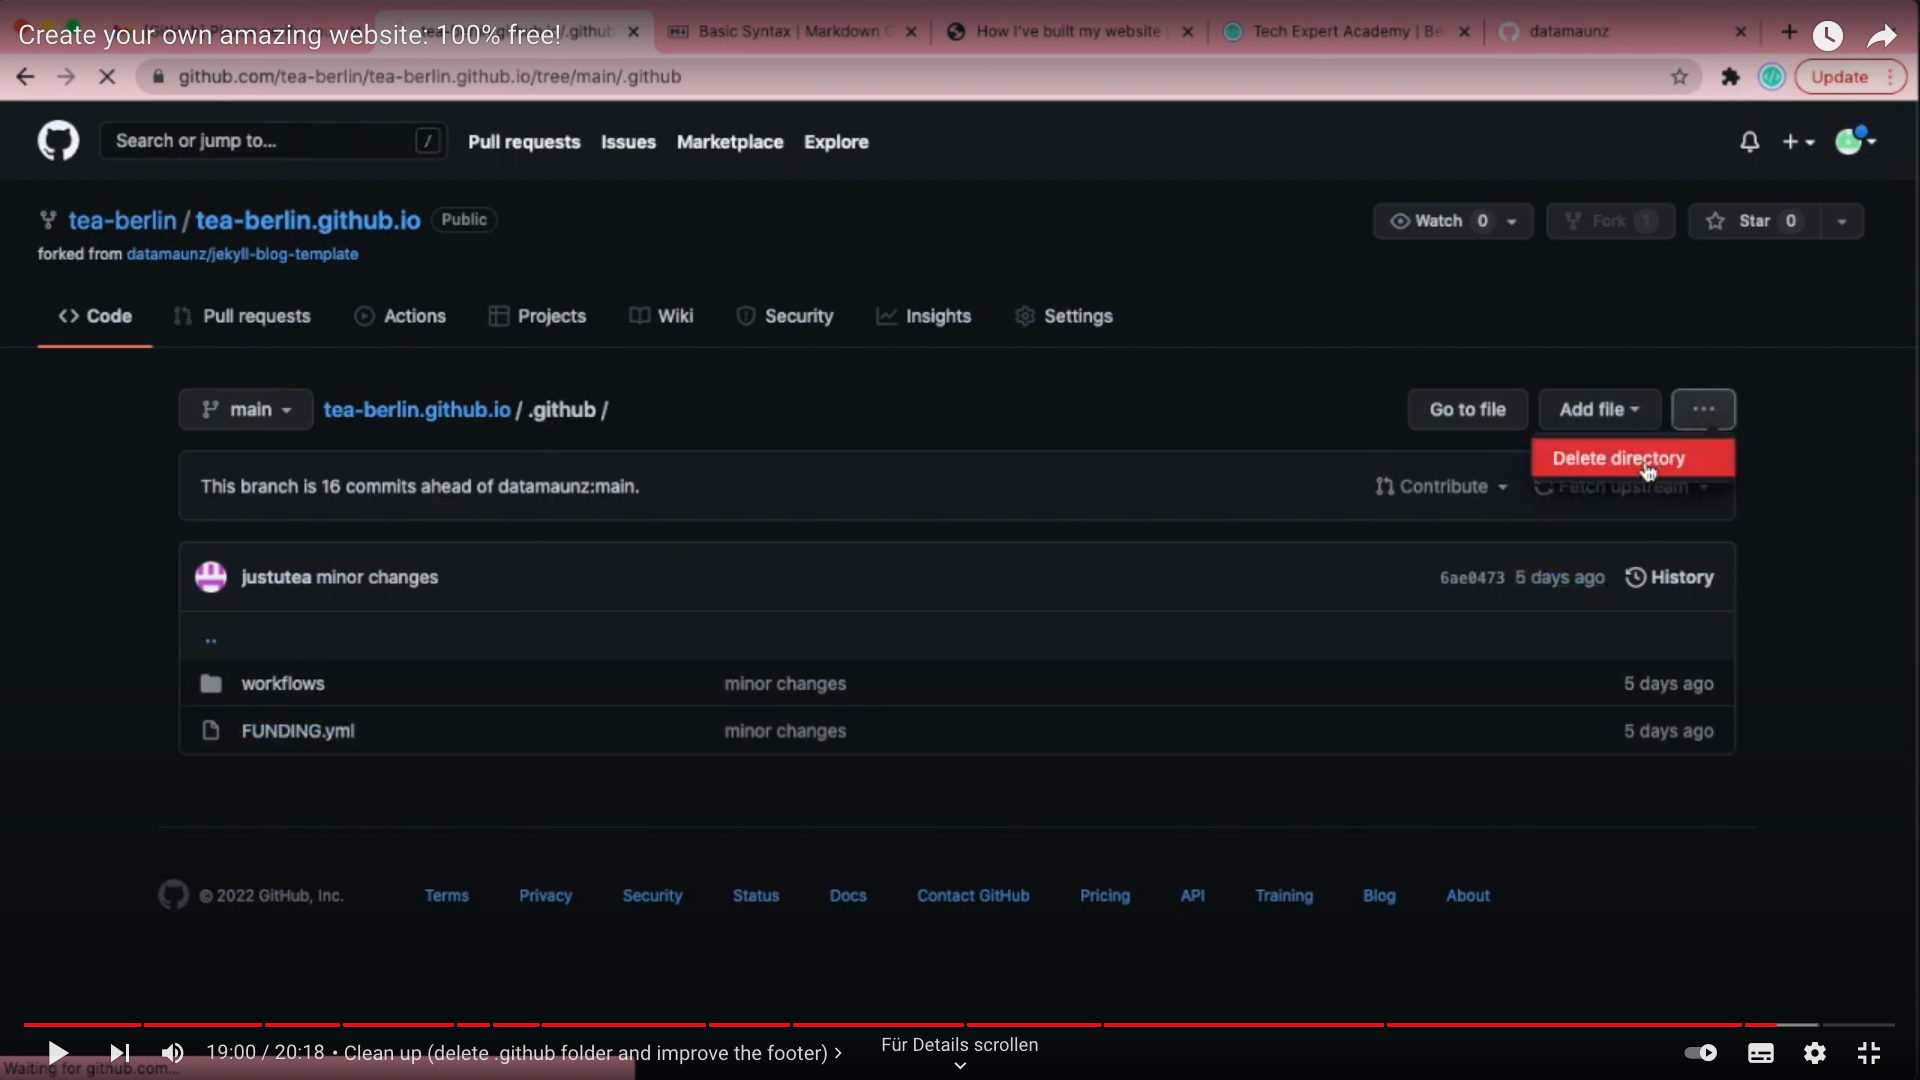 Create your own amazing website: 100% free!
Basic Syntax | Markdown G
How I've built my website
Tech Expert Academy | Be
datamaunz
github.com/tea-berlin/tea-berlin.github.io/tree/main/.github
Update
Search or jump to...
/
Pull requests
Issues
Marketplace
Explore
tea-berlin / tea-berlin.github.io
Public
forked from datamaunz/jekyll-blog-template
Watch 0
Fork 1
Star 0
Code
Pull requests
Actions
Projects
Wiki
Security
Insights
Settings
main
tea-berlin.github.io / .github /
Go to file
Add file
...
Delete directory
This branch is 16 commits ahead of datamaunz:main.
Contribute
Fetch upstream
justutea minor changes
6ae0473 5 days ago
History
..
workflows
minor changes
5 days ago
FUNDING.yml
minor changes
5 days ago
© 2022 GitHub, Inc.
Terms
Privacy
Security
Status
Docs
Contact GitHub
Pricing
API
Training
Blog
About
19:00 / 20:18 • Clean up (delete .github folder and improve the footer)
Für Details scrollen
Waiting for github.com...